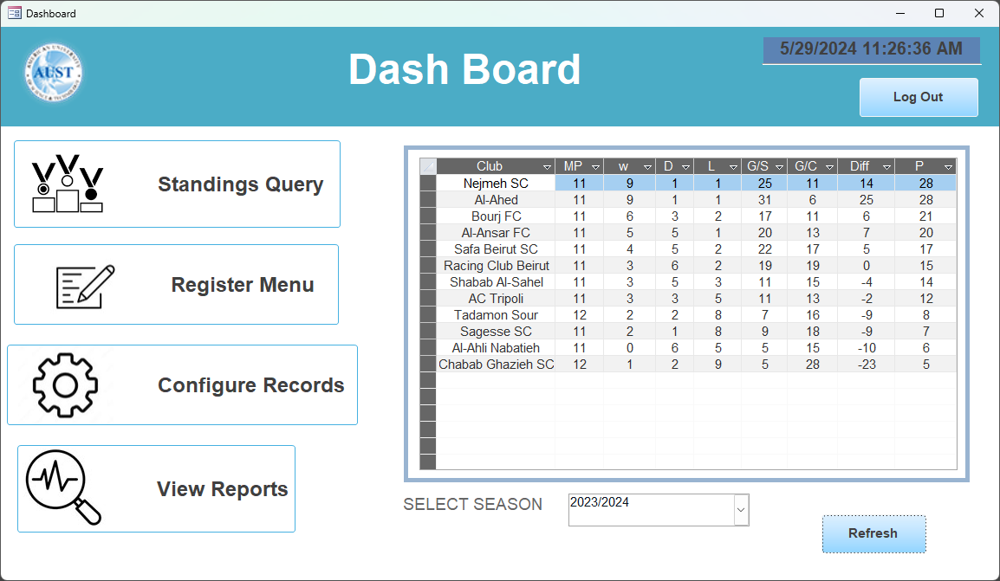 Dashboard
AMERICAN UNIVERSITY
AUST
OF SCIENCE & TECHNOLOGY
Dash Board
5/29/2024 11:26:36 AM
Log Out
Standings Query
Register Menu
Configure Records
View Reports
Club MP w D L G/S G/C Diff P
Nejmeh SC 11 9 1 1 25 11 14 28
Al-Ahed 11 9 1 1 31 6 25 28
Bourj FC 11 6 3 2 17 11 6 21
Al-Ansar FC 11 5 5 1 20 13 7 20
Safa Beirut SC 11 4 5 2 22 17 5 17
Racing Club Beirut 11 3 6 2 19 19 0 15
Shabab Al-Sahel 11 3 5 3 11 15 -4 14
AC Tripoli 11 3 3 5 11 13 -2 12
Tadamon Sour 12 2 2 8 7 16 -9 8
Sagesse SC 11 2 1 8 9 18 -9 7
Al-Ahli Nabatieh 11 0 6 5 5 15 -10 6
Chabab Ghazieh SC 12 1 2 9 5 28 -23 5
SELECT SEASON
2023/2024
Refresh